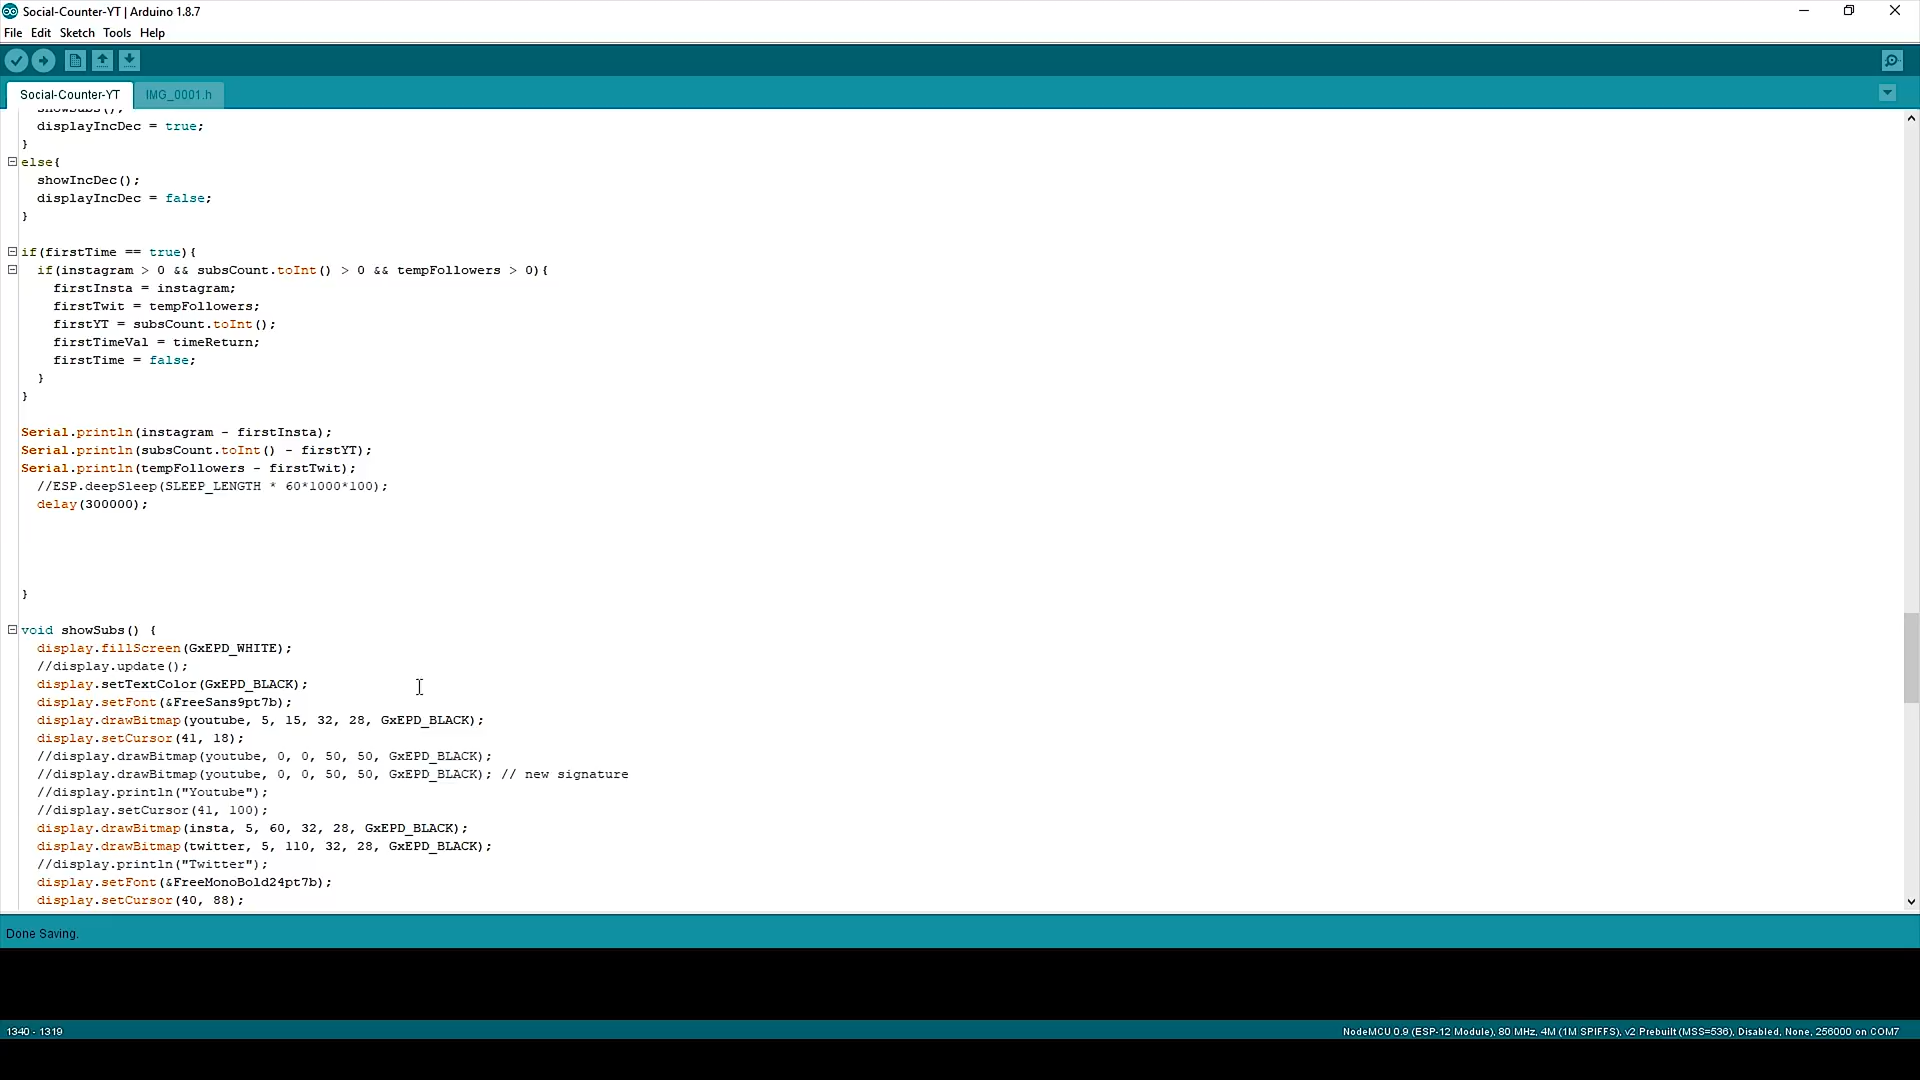 Social-Counter-YT | Arduino 1.8.7
File Edit Sketch Tools Help
Social-Counter-YT IMG_0001.h
showSubs();
displayIncDec = true;
}
else{
showIncDec();
displayIncDec = false;
}
if(firstTime == true){
if(instagram > 0 && subsCount.toInt() > 0 && tempFollowers > 0){
firstInsta = instagram;
firstTwit = tempFollowers;
firstYT = subsCount.toInt();
firstTimeVal = timeReturn;
firstTime = false;
}
}
Serial.println(instagram - firstInsta);
Serial.println(subsCount.toInt() - firstYT);
Serial.println(tempFollowers - firstTwit);
//ESP.deepSleep(SLEEP_LENGTH * 60*1000*100);
delay(300000);
}
void showSubs() {
display.fillScreen(GxEPD_WHITE);
//display.update();
display.setTextColor(GxEPD_BLACK);
display.setFont(&FreeSans9pt7b);
display.drawBitmap(youtube, 5, 15, 32, 28, GxEPD_BLACK);
display.setCursor(41, 18);
//display.drawBitmap(youtube, 0, 0, 50, 50, GxEPD_BLACK);
//display.drawBitmap(youtube, 0, 0, 50, 50, GxEPD_BLACK); // new signature
//display.println("Youtube");
//display.setCursor(41, 100);
display.drawBitmap(insta, 5, 60, 32, 28, GxEPD_BLACK);
display.drawBitmap(twitter, 5, 110, 32, 28, GxEPD_BLACK);
//display.println("Twitter");
display.setFont(&FreeMonoBold24pt7b);
display.setCursor(40, 88);
Done Saving.
1340 - 1319 NodeMCU 0.9 (ESP-12 Module), 80 MHz, 4M (1M SPIFFS), v2 Prebuilt (MSS=536), Disabled, None, 256000 on COM7